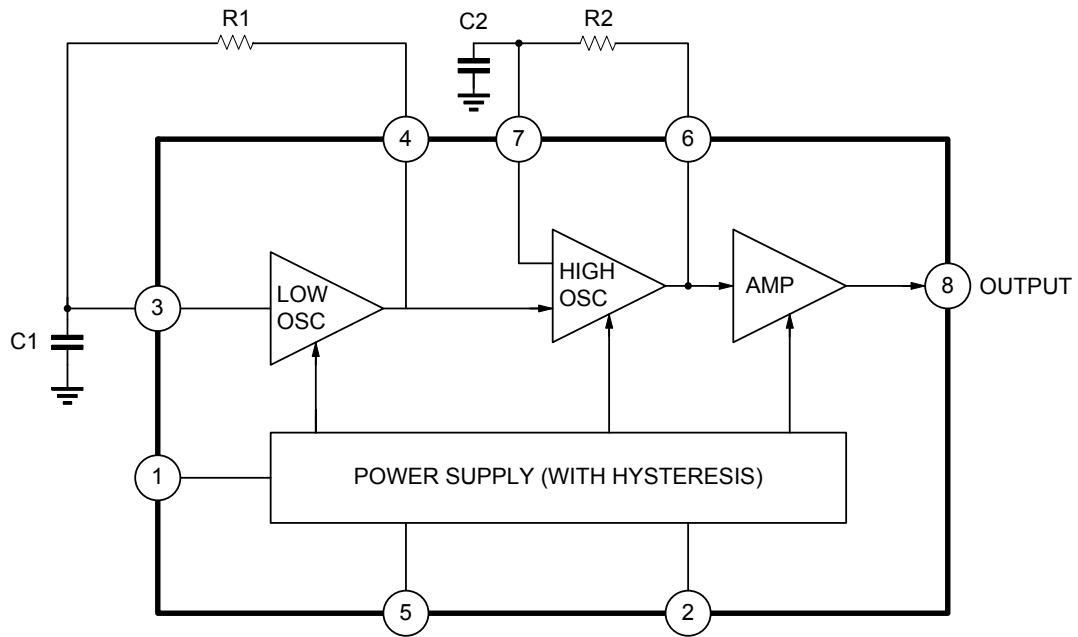 R1
C2
R2
4
7
6
LOW
OSC
HIGH
OSC
AMP
3
8
OUTPUT
C1
1
POWER SUPPLY (WITH HYSTERESIS)
5
2